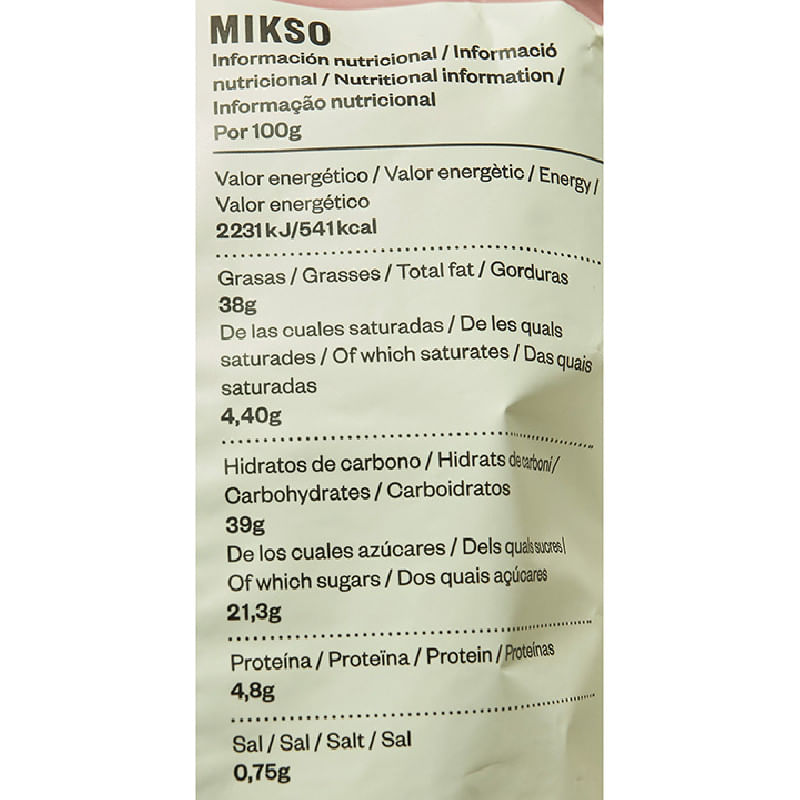 MIKSO
Información nutricional / Informació
nutricional / Nutritional information /
Informação nutricional
Por 100g
Valor energético / Valor energètic / Energy /
Valor energético
2231kJ/541kcal
Grasas / Grasses / Total fat / Gorduras
38g
De las cuales saturadas / De les quals
saturades / Of which saturates / Das quais
saturadas
4,40g
Hidratos de carbono / Hidrats de carboni /
Carbohydrates / Carboidratos
39g
De los cuales azúcares / Dels quals sucres /
Of which sugars / Dos quais açúcares
21,3g
Proteína / Proteïna / Protein / Proteínas
4,8g
Sal / Sal / Salt / Sal
0,75g